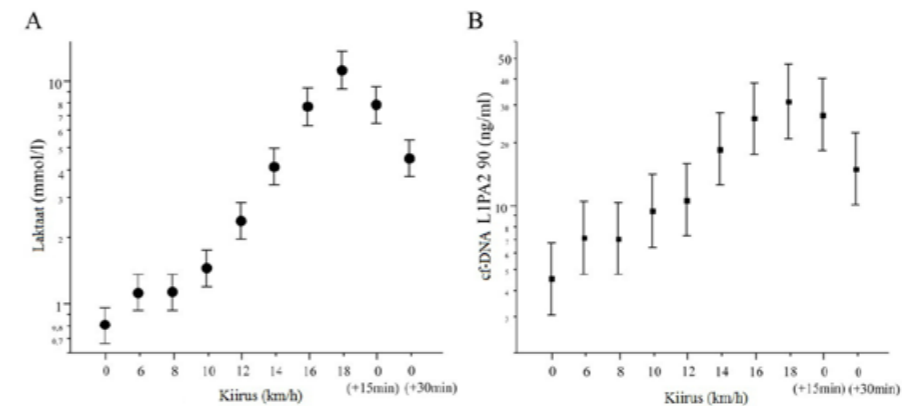 A
Laktaat (mmol/l)
10
8
7
6
5
4
3
2
1
0,8
0,7
0 6 8 10 12 14 16 18 0 0
(+15min) (+30min)
Kiirus (km/h)
B
cf-DNA L1PA2 90 (ng/ml)
50
40
30
20
10
8
7
6
5
4
3
0 6 8 10 12 14 16 18 0 0
(+15min) (+30min)
Kiirus (km/h)